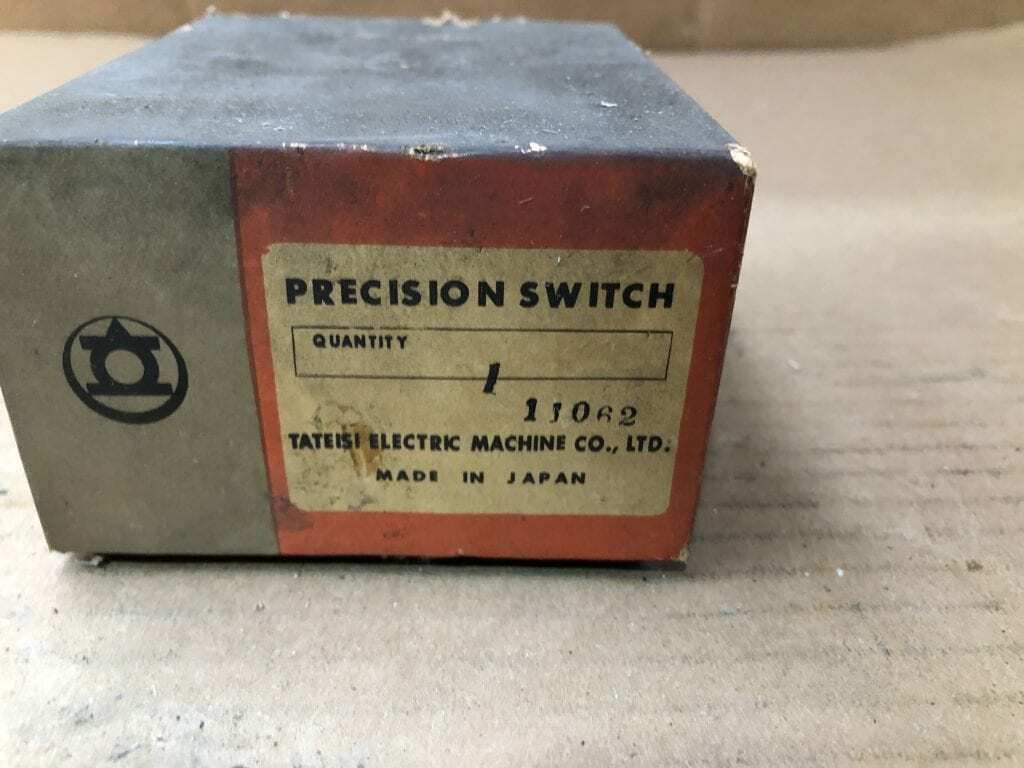 PRECISION SWITCH
QUANTITY
1
11062
TATEISI ELECTRIC MACHINE CO., LTD.
MADE IN JAPAN